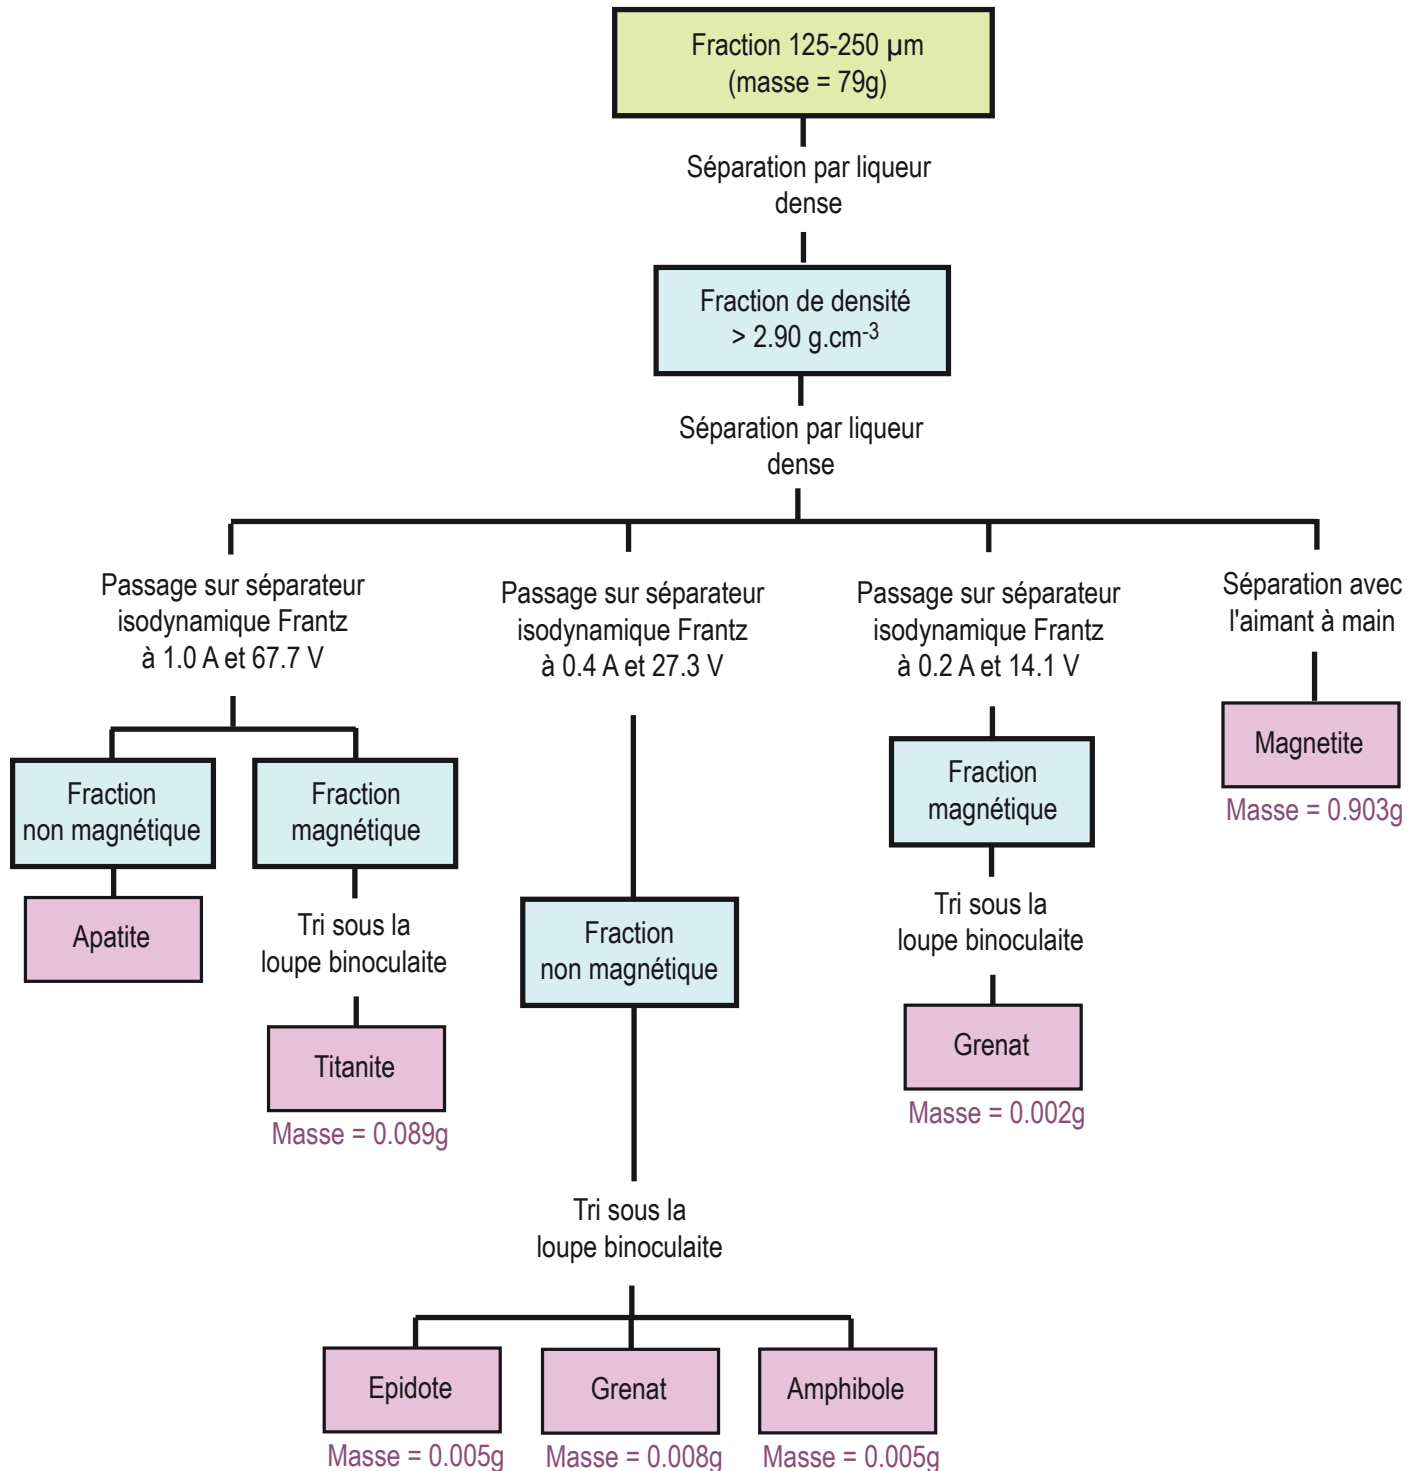 Fraction 125-250 µm
(masse = 79g)
Séparation par liqueur
dense
Fraction de densité
> 2.90 g.cm-3
Séparation par liqueur
dense
Passage sur séparateur
isodynamique Frantz
à 1.0 A et 67.7 V
Passage sur séparateur
isodynamique Frantz
à 0.4 A et 27.3 V
Passage sur séparateur
isodynamique Frantz
à 0.2 A et 14.1 V
Séparation avec
l'aimant à main
Fraction
non magnétique
Fraction
magnétique
Fraction
magnétique
Magnetite
Masse = 0.903g
Apatite
Tri sous la
loupe binoculaite
Fraction
non magnétique
Tri sous la
loupe binoculaite
Titanite
Masse = 0.089g
Grenat
Masse = 0.002g
Tri sous la
loupe binoculaite
Epidote
Masse = 0.005g
Grenat
Masse = 0.008g
Amphibole
Masse = 0.005g